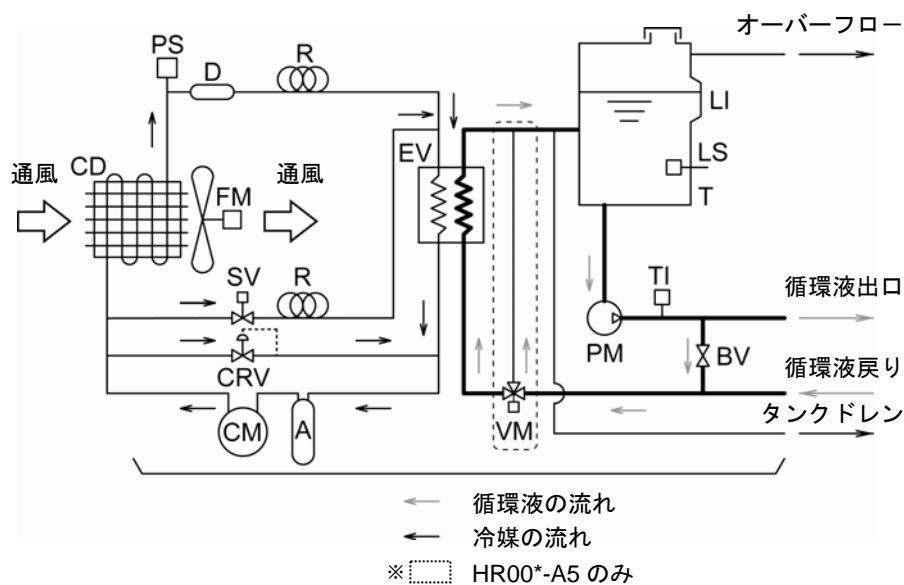 オーバーフロー
PS
D
R
LI
EV
LS
CD
通風
FM
通風
T
SV
R
TI
循環液出口
PM
BV
循環液戻り
CRV
タンクドレン
CM
A
VM
循環液の流れ
冷媒の流れ
※ HR00*-A5 のみ